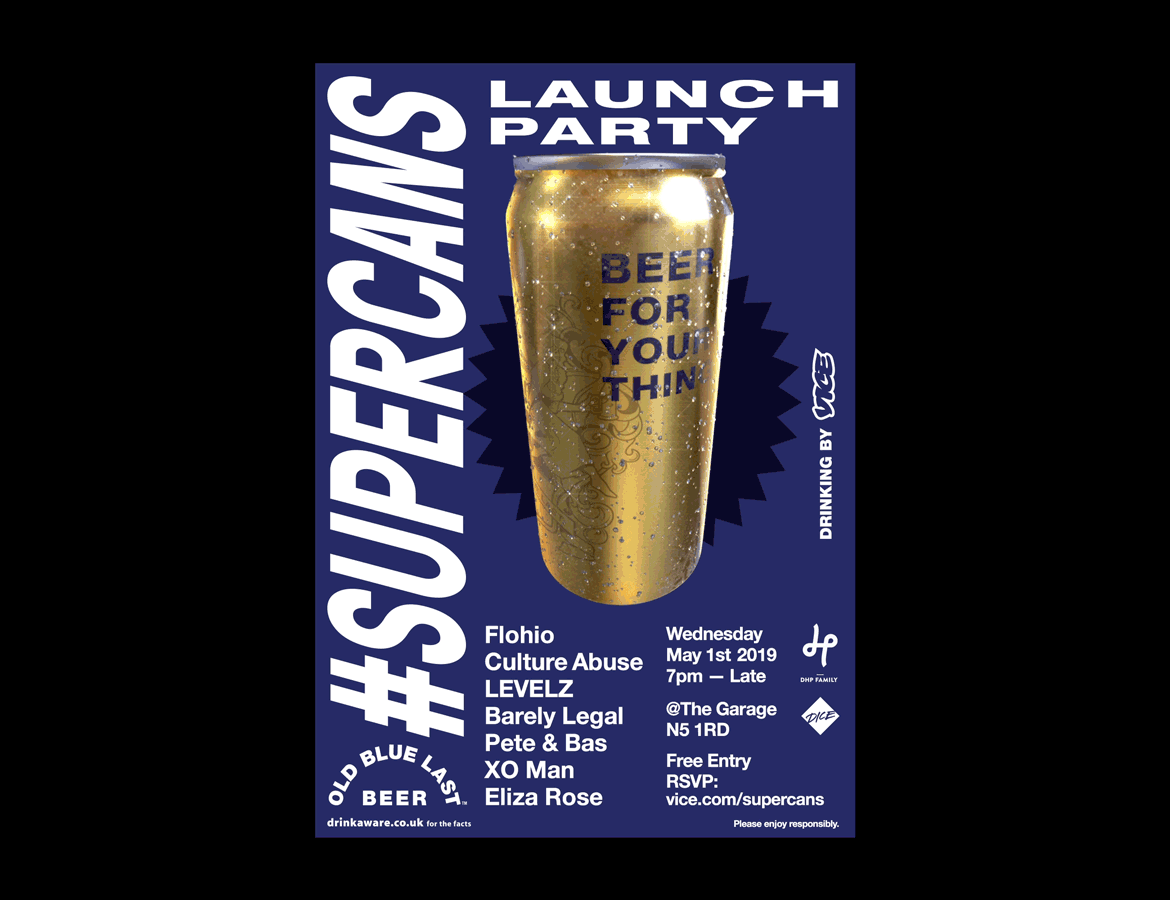 #SUPERCANS
LAUNCH
PARTY
BEER
FOR
YOUR
THIN
DRINKING BY VICE
Flohio
Culture Abuse
LEVELZ
Barely Legal
Pete & Bas
XO Man
Eliza Rose
Wednesday
May 1st 2019
7pm — Late
@The Garage
N5 1RD
Free Entry
RSVP:
vice.com/supercans
DHP FAMILY
DICE
OLD BLUE LAST
BEER™
drinkaware.co.uk for the facts
Please enjoy responsibly.